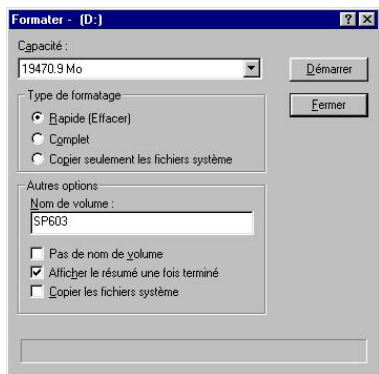 Formater - (D:)
Capacité :
19470.9 Mo
Démarrer
Fermer
Type de formatage
Rapide (Effacer)
Complet
Copier seulement les fichiers système
Autres options
Nom de volume :
SP603
Pas de nom de volume
Afficher le résumé une fois terminé
Copier les fichiers système